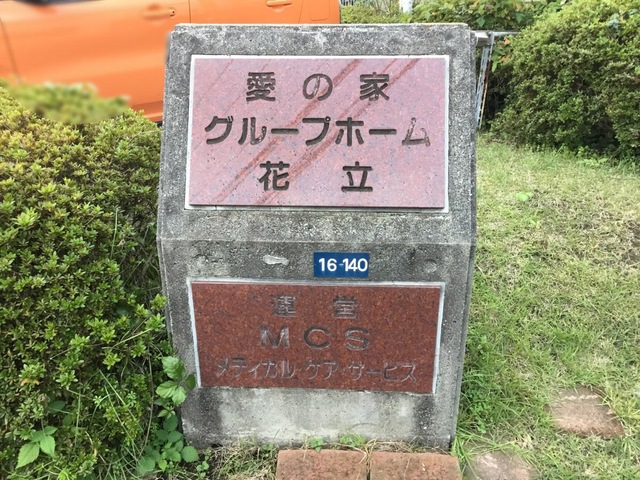 愛の家
グループホーム
花立
16-140
運営
MCS
メディカル・ケア・サービス